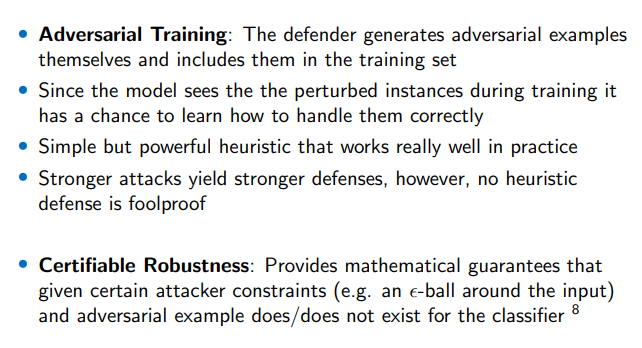 • Adversarial Training: The defender generates adversarial examples
themselves and includes them in the training set
• Since the model sees the the perturbed instances during training it
has a chance to learn how to handle them correctly
• Simple but powerful heuristic that works really well in practice
• Stronger attacks yield stronger defenses, however, no heuristic
defense is foolproof
• Certifiable Robustness: Provides mathematical guarantees that
given certain attacker constraints (e.g. an ϵ-ball around the input)
and adversarial example does/does not exist for the classifier ⁸